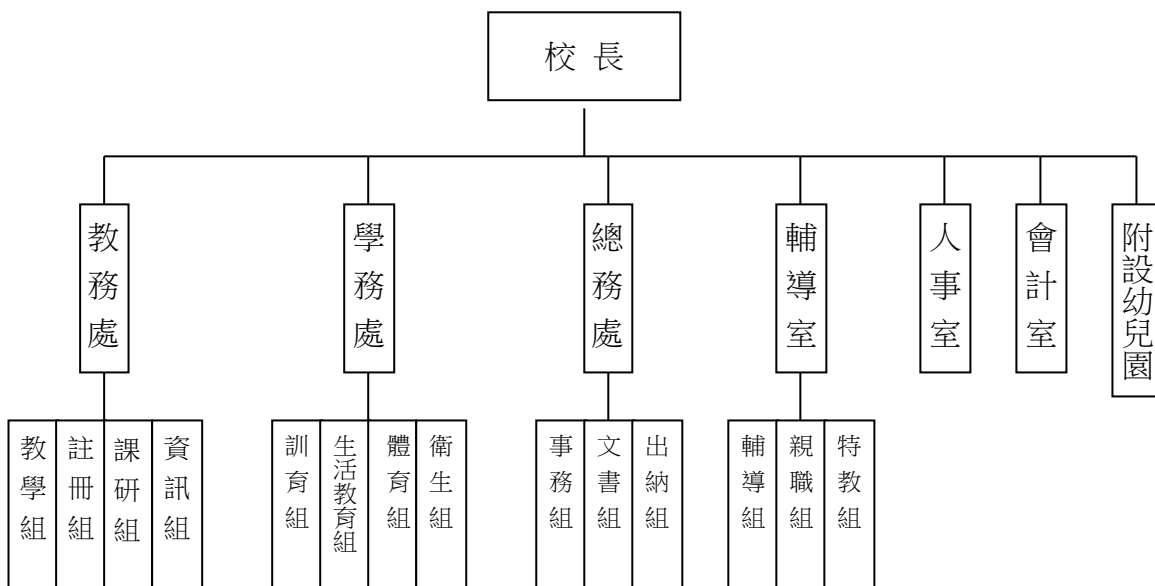 校長
教務處
學務處
總務處
輔導室
人事室
會計室
附設幼兒園
教學組
註冊組
課研組
資訊組
訓育組
生活教育組
體育組
衛生組
事務組
文書組
出納組
輔導組
親職組
特教組